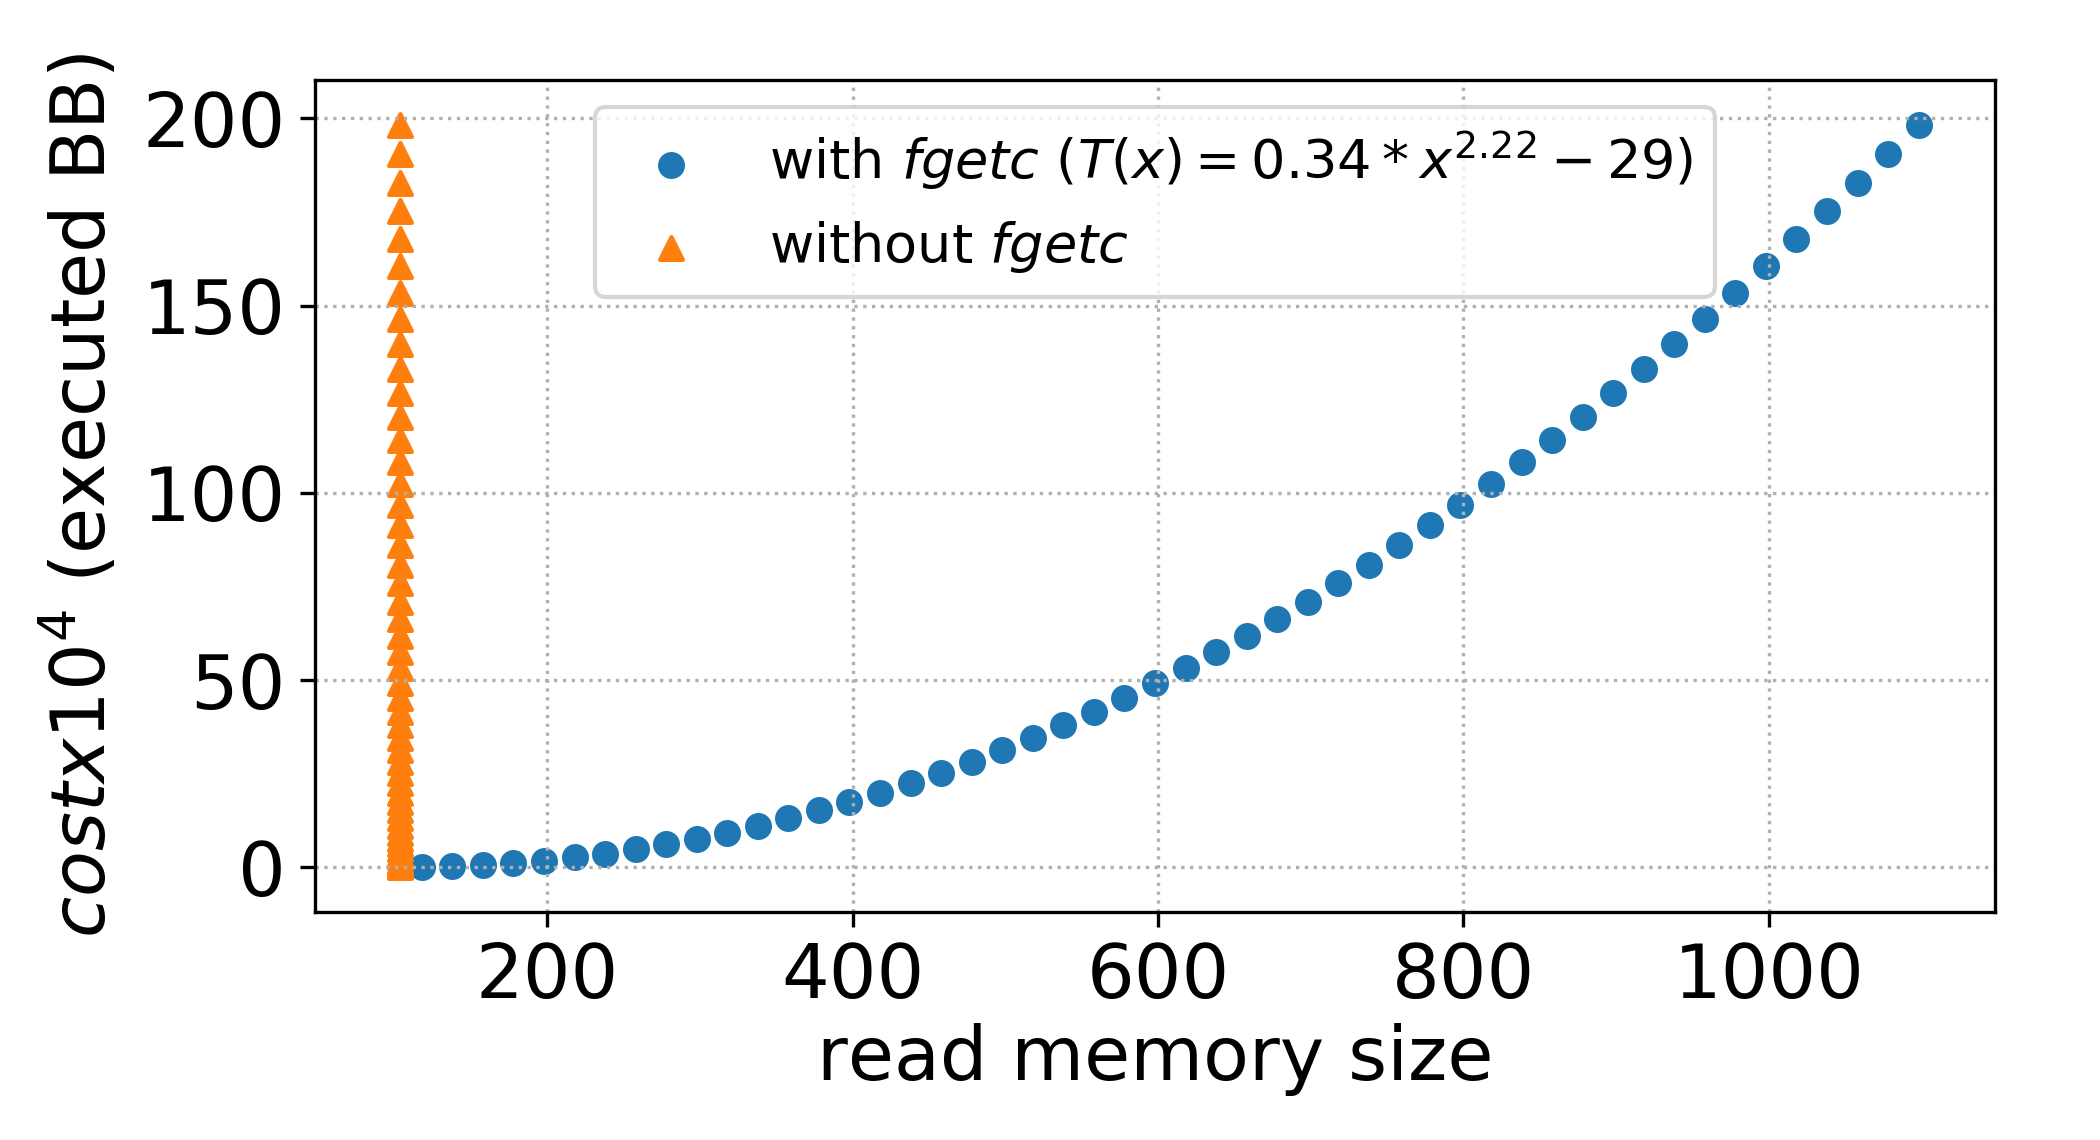 costx10⁴ (executed BB)
200
150
100
50
0
with fgetc (T(x) = 0.34 * x^{2.22} − 29)
without fgetc
200 400 600 800 1000
read memory size